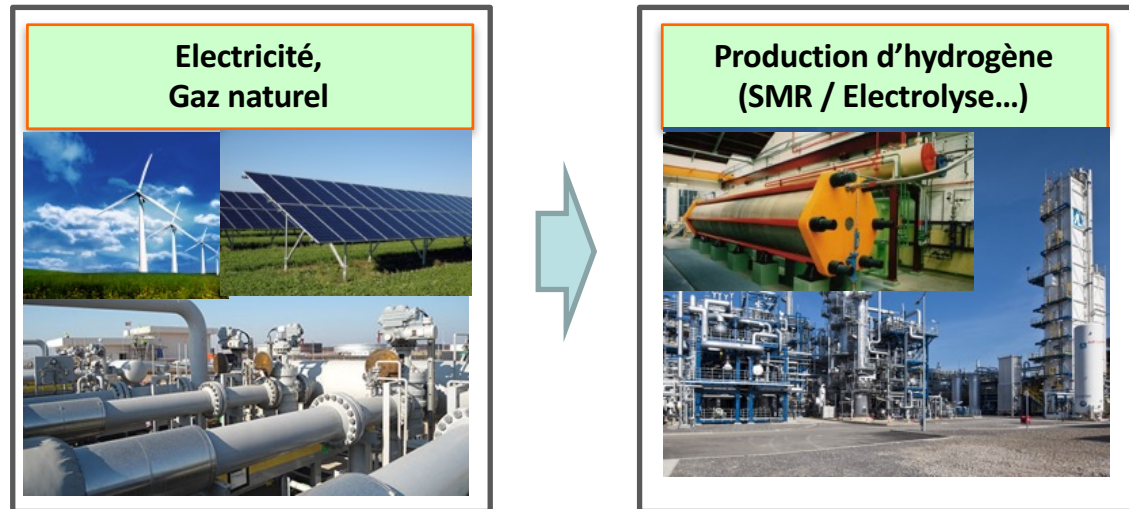 Electricité,
Gaz naturel
Production d’hydrogène
(SMR / Electrolyse…)